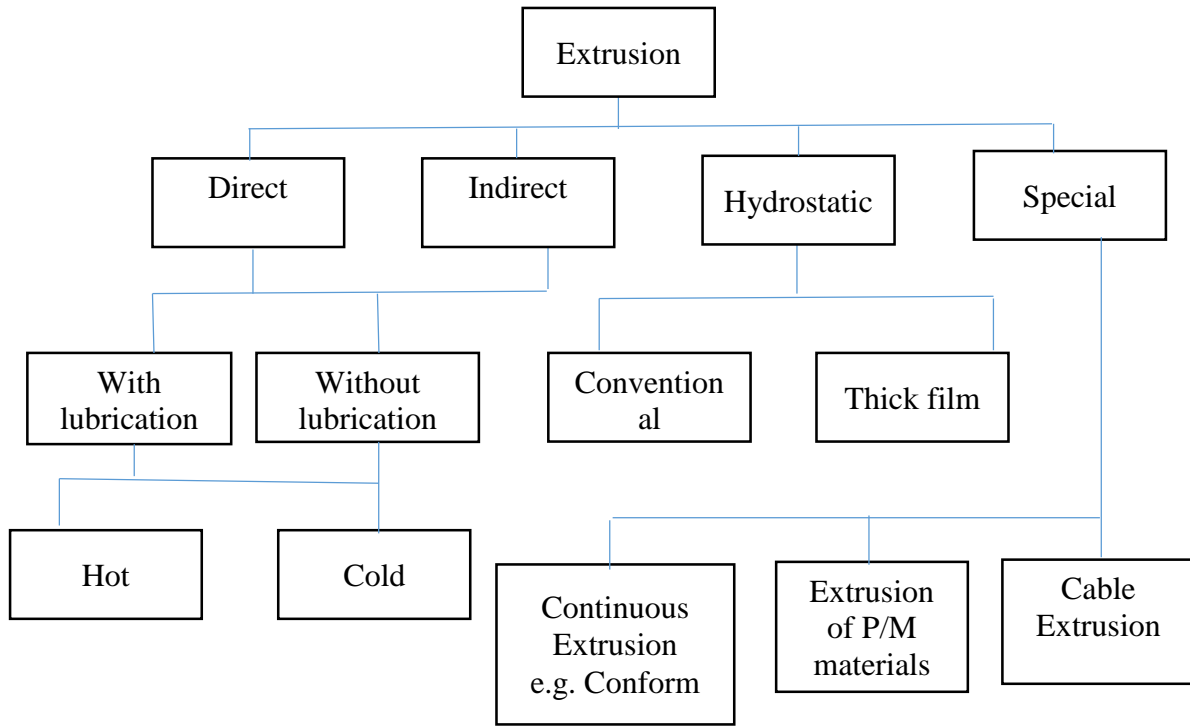 Extrusion
Direct
Indirect
Hydrostatic
Special
With
lubrication
Without
lubrication
Convention
al
Thick film
Hot
Cold
Continuous
Extrusion
e.g. Conform
Extrusion
of P/M
materials
Cable
Extrusion